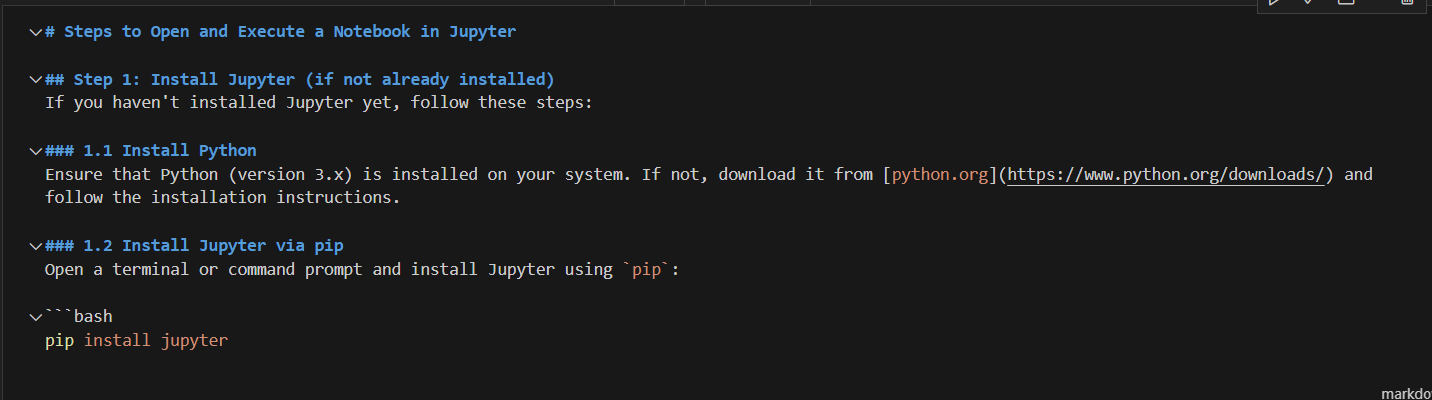 # Steps to Open and Execute a Notebook in Jupyter
## Step 1: Install Jupyter (if not already installed)
If you haven't installed Jupyter yet, follow these steps:
### 1.1 Install Python
Ensure that Python (version 3.x) is installed on your system. If not, download it from [python.org](https://www.python.org/downloads/) and
follow the installation instructions.
### 1.2 Install Jupyter via pip
Open a terminal or command prompt and install Jupyter using `pip`:
```bash
pip install jupyter